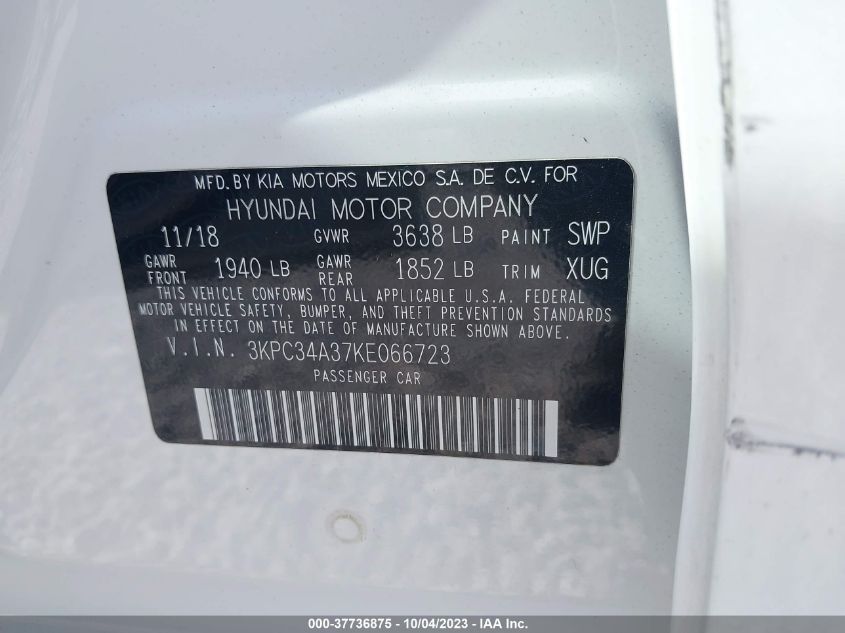 MFD. BY KIA MOTORS MEXICO S.A. DE C.V. FOR
HYUNDAI MOTOR COMPANY
11/18 GVWR 3638 LB PAINT SWP
GAWR FRONT 1940 LB GAWR REAR 1852 LB TRIM XUG
THIS VEHICLE CONFORMS TO ALL APPLICABLE U.S.A. FEDERAL
MOTOR VEHICLE SAFETY, BUMPER, AND THEFT PREVENTION STANDARDS
IN EFFECT ON THE DATE OF MANUFACTURE SHOWN ABOVE.
V.I.N. 3KPC34A37KE066723
PASSENGER CAR
000-37736875 - 10/04/2023 - IAA Inc.